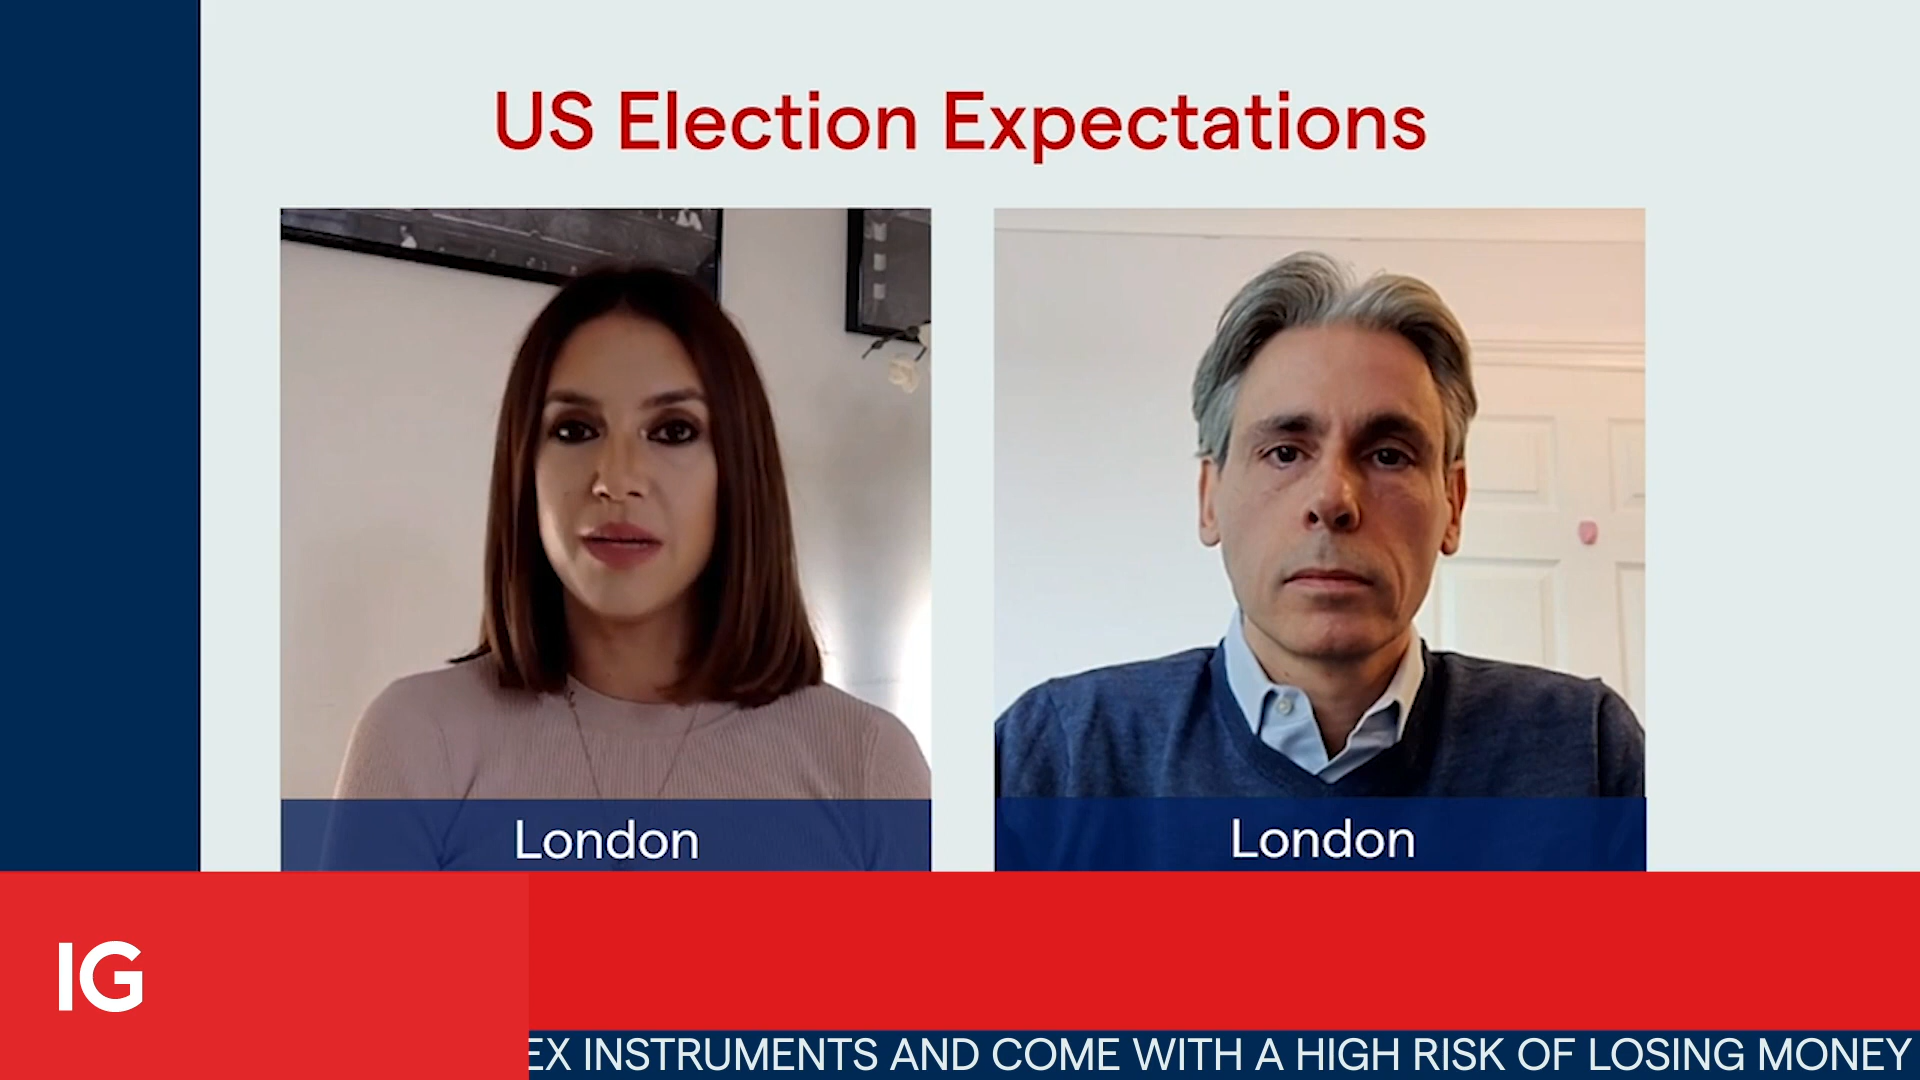 US Election Expectations
London
London
IG
EX INSTRUMENTS AND COME WITH A HIGH RISK OF LOSING MONEY